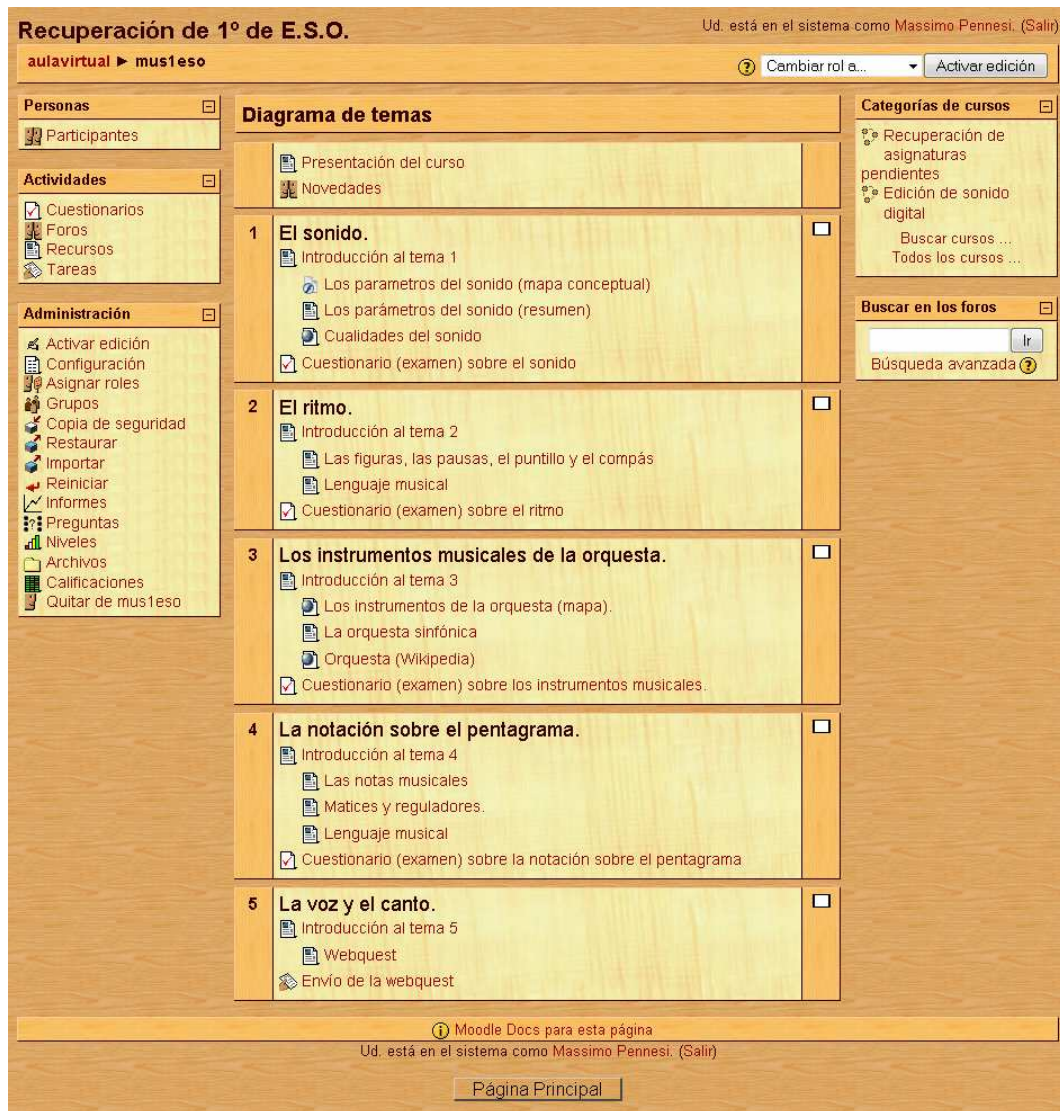 Recuperación de 1º de E.S.O.
Ud. está en el sistema como Massimo Pennesi. (Salir)
aulavirtual ► mus1eso
Cambiar rol a...
Activar edición
Personas
Participantes
Actividades
Cuestionarios
Foros
Recursos
Tareas
Administración
Activar edición
Configuración
Asignar roles
Grupos
Copia de seguridad
Restaurar
Importar
Reiniciar
Informes
Preguntas
Niveles
Archivos
Calificaciones
Quitar de mus1eso
Diagrama de temas
Presentación del curso
Novedades
1 El sonido.
Introducción al tema 1
Los parametros del sonido (mapa conceptual)
Los parámetros del sonido (resumen)
Cualidades del sonido
Cuestionario (examen) sobre el sonido
2 El ritmo.
Introducción al tema 2
Las figuras, las pausas, el puntillo y el compás
Lenguaje musical
Cuestionario (examen) sobre el ritmo
3 Los instrumentos musicales de la orquesta.
Introducción al tema 3
Los instrumentos de la orquesta (mapa).
La orquesta sinfónica
Orquesta (Wikipedia)
Cuestionario (examen) sobre los instrumentos musicales.
4 La notación sobre el pentagrama.
Introducción al tema 4
Las notas musicales
Matices y reguladores.
Lenguaje musical
Cuestionario (examen) sobre la notación sobre el pentagrama
5 La voz y el canto.
Introducción al tema 5
Webquest
Envío de la webquest
Categorías de cursos
Recuperación de
asignaturas
pendientes
Edición de sonido
digital
Buscar cursos ...
Todos los cursos ...
Buscar en los foros
Ir
Búsqueda avanzada
Moodle Docs para esta página
Ud. está en el sistema como Massimo Pennesi. (Salir)
Página Principal